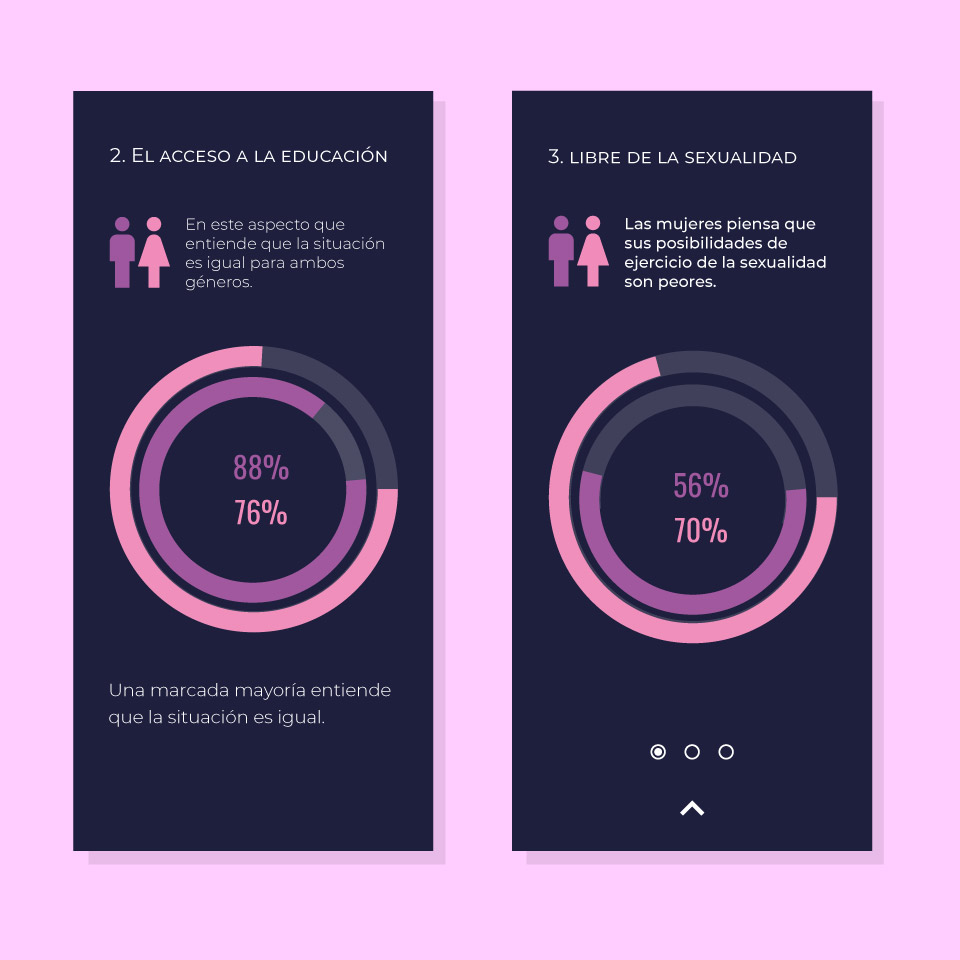 2. El acceso a la educación
En este aspecto que
entiende que la situación
es igual para ambos
géneros.
88%
76%
Una marcada mayoría entiende
que la situación es igual.
3. libre de la sexualidad
Las mujeres piensa que
sus posibilidades de
ejercicio de la sexualidad
son peores.
56%
70%